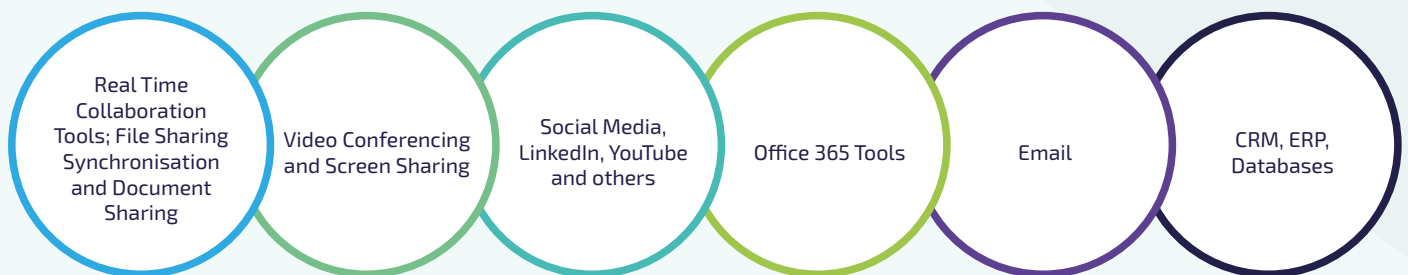 Real Time
Collaboration
Tools; File Sharing
Synchronisation
and Document
Sharing
Video Conferencing
and Screen Sharing
Social Media,
LinkedIn, YouTube
and others
Office 365 Tools
Email
CRM, ERP,
Databases